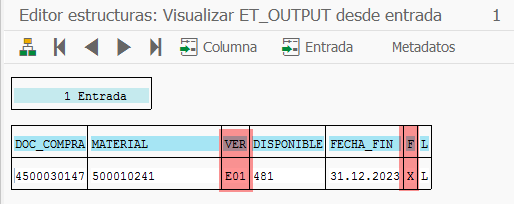 Editor estructuras: Visualizar ET_OUTPUT desde entrada 1
Columna Entrada Metadatos
1 Entrada
DOC_COMPRA MATERIAL VER DISPONIBLE FECHA_FIN F L
4500030147 500010241 E01 481 31.12.2023 X L